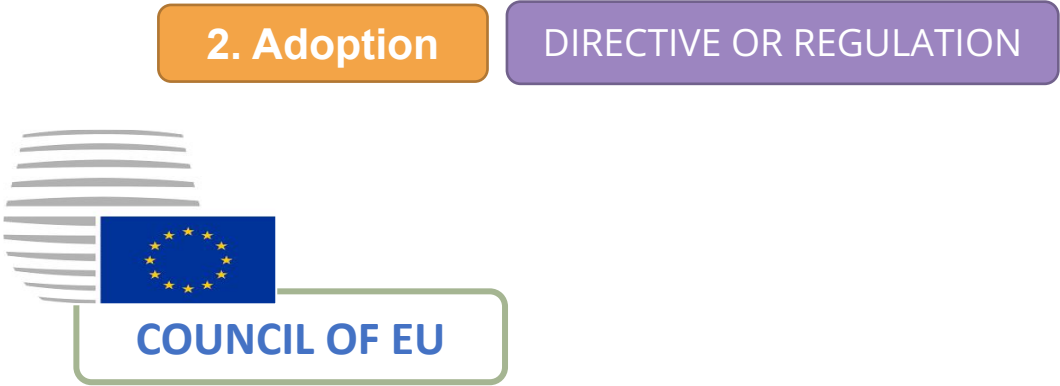 2. Adoption
DIRECTIVE OR REGULATION
COUNCIL OF EU